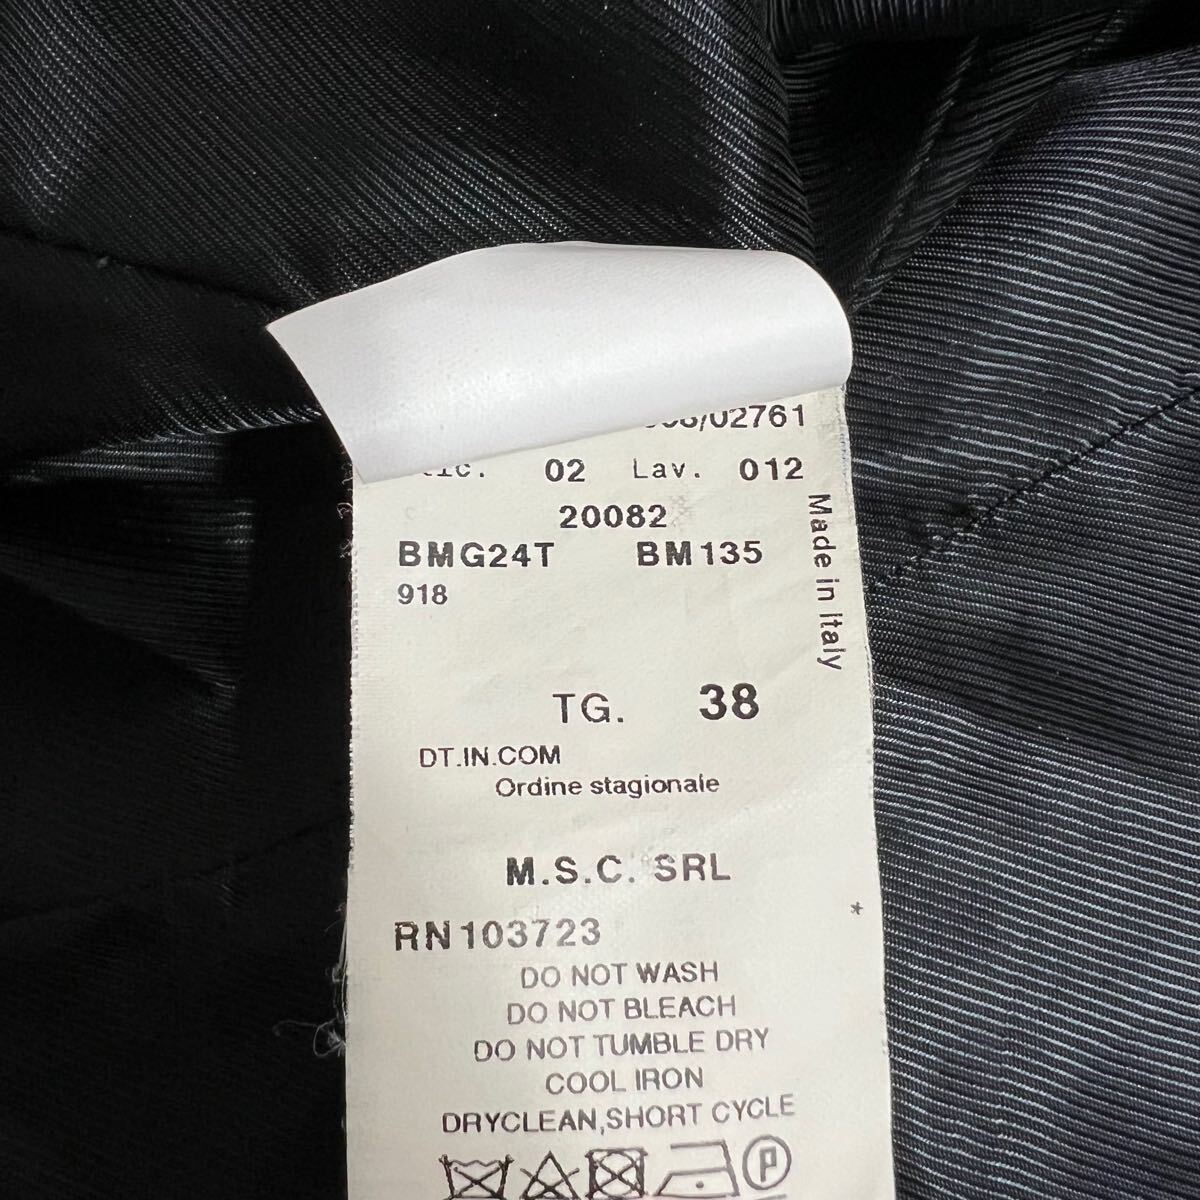 /02761
02 Lav. 012
20082
BMG24T BM135
918
Made in Italy
TG. 38
DT.IN.COM
Ordine stagionale
M.S.C. SRL
*
RN103723
DO NOT WASH
DO NOT BLEACH
DO NOT TUMBLE DRY
COOL IRON
DRYCLEAN,SHORT CYCLE
P